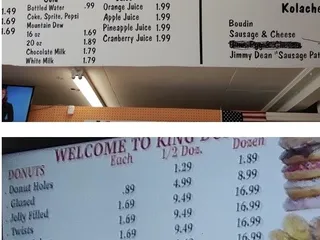 1.49
1.49
Bottled Water .99
Coke, Sprite, Pepsi
Mountain Dew
16 oz 1.69
20 oz 1.89
Chocolate Milk 1.79
White Milk 1.79
Orange Juice 1.99
Apple Juice 1.99
Pineapple Juice 1.99
Cranberry Juice 1.99
Kolache
Boudin
Sausage & Cheese
Jimmy Dean "Sausage Pat
WELCOME TO KING
DONUTS Each 1/2 Doz. Dozen
Donut Holes 1.29 1.89
Glazed .89 4.99 8.99
Jelly Filled 1.69 9.49 16.99
Twists 1.69 9.49 16.99
1.69 9.49 16.99